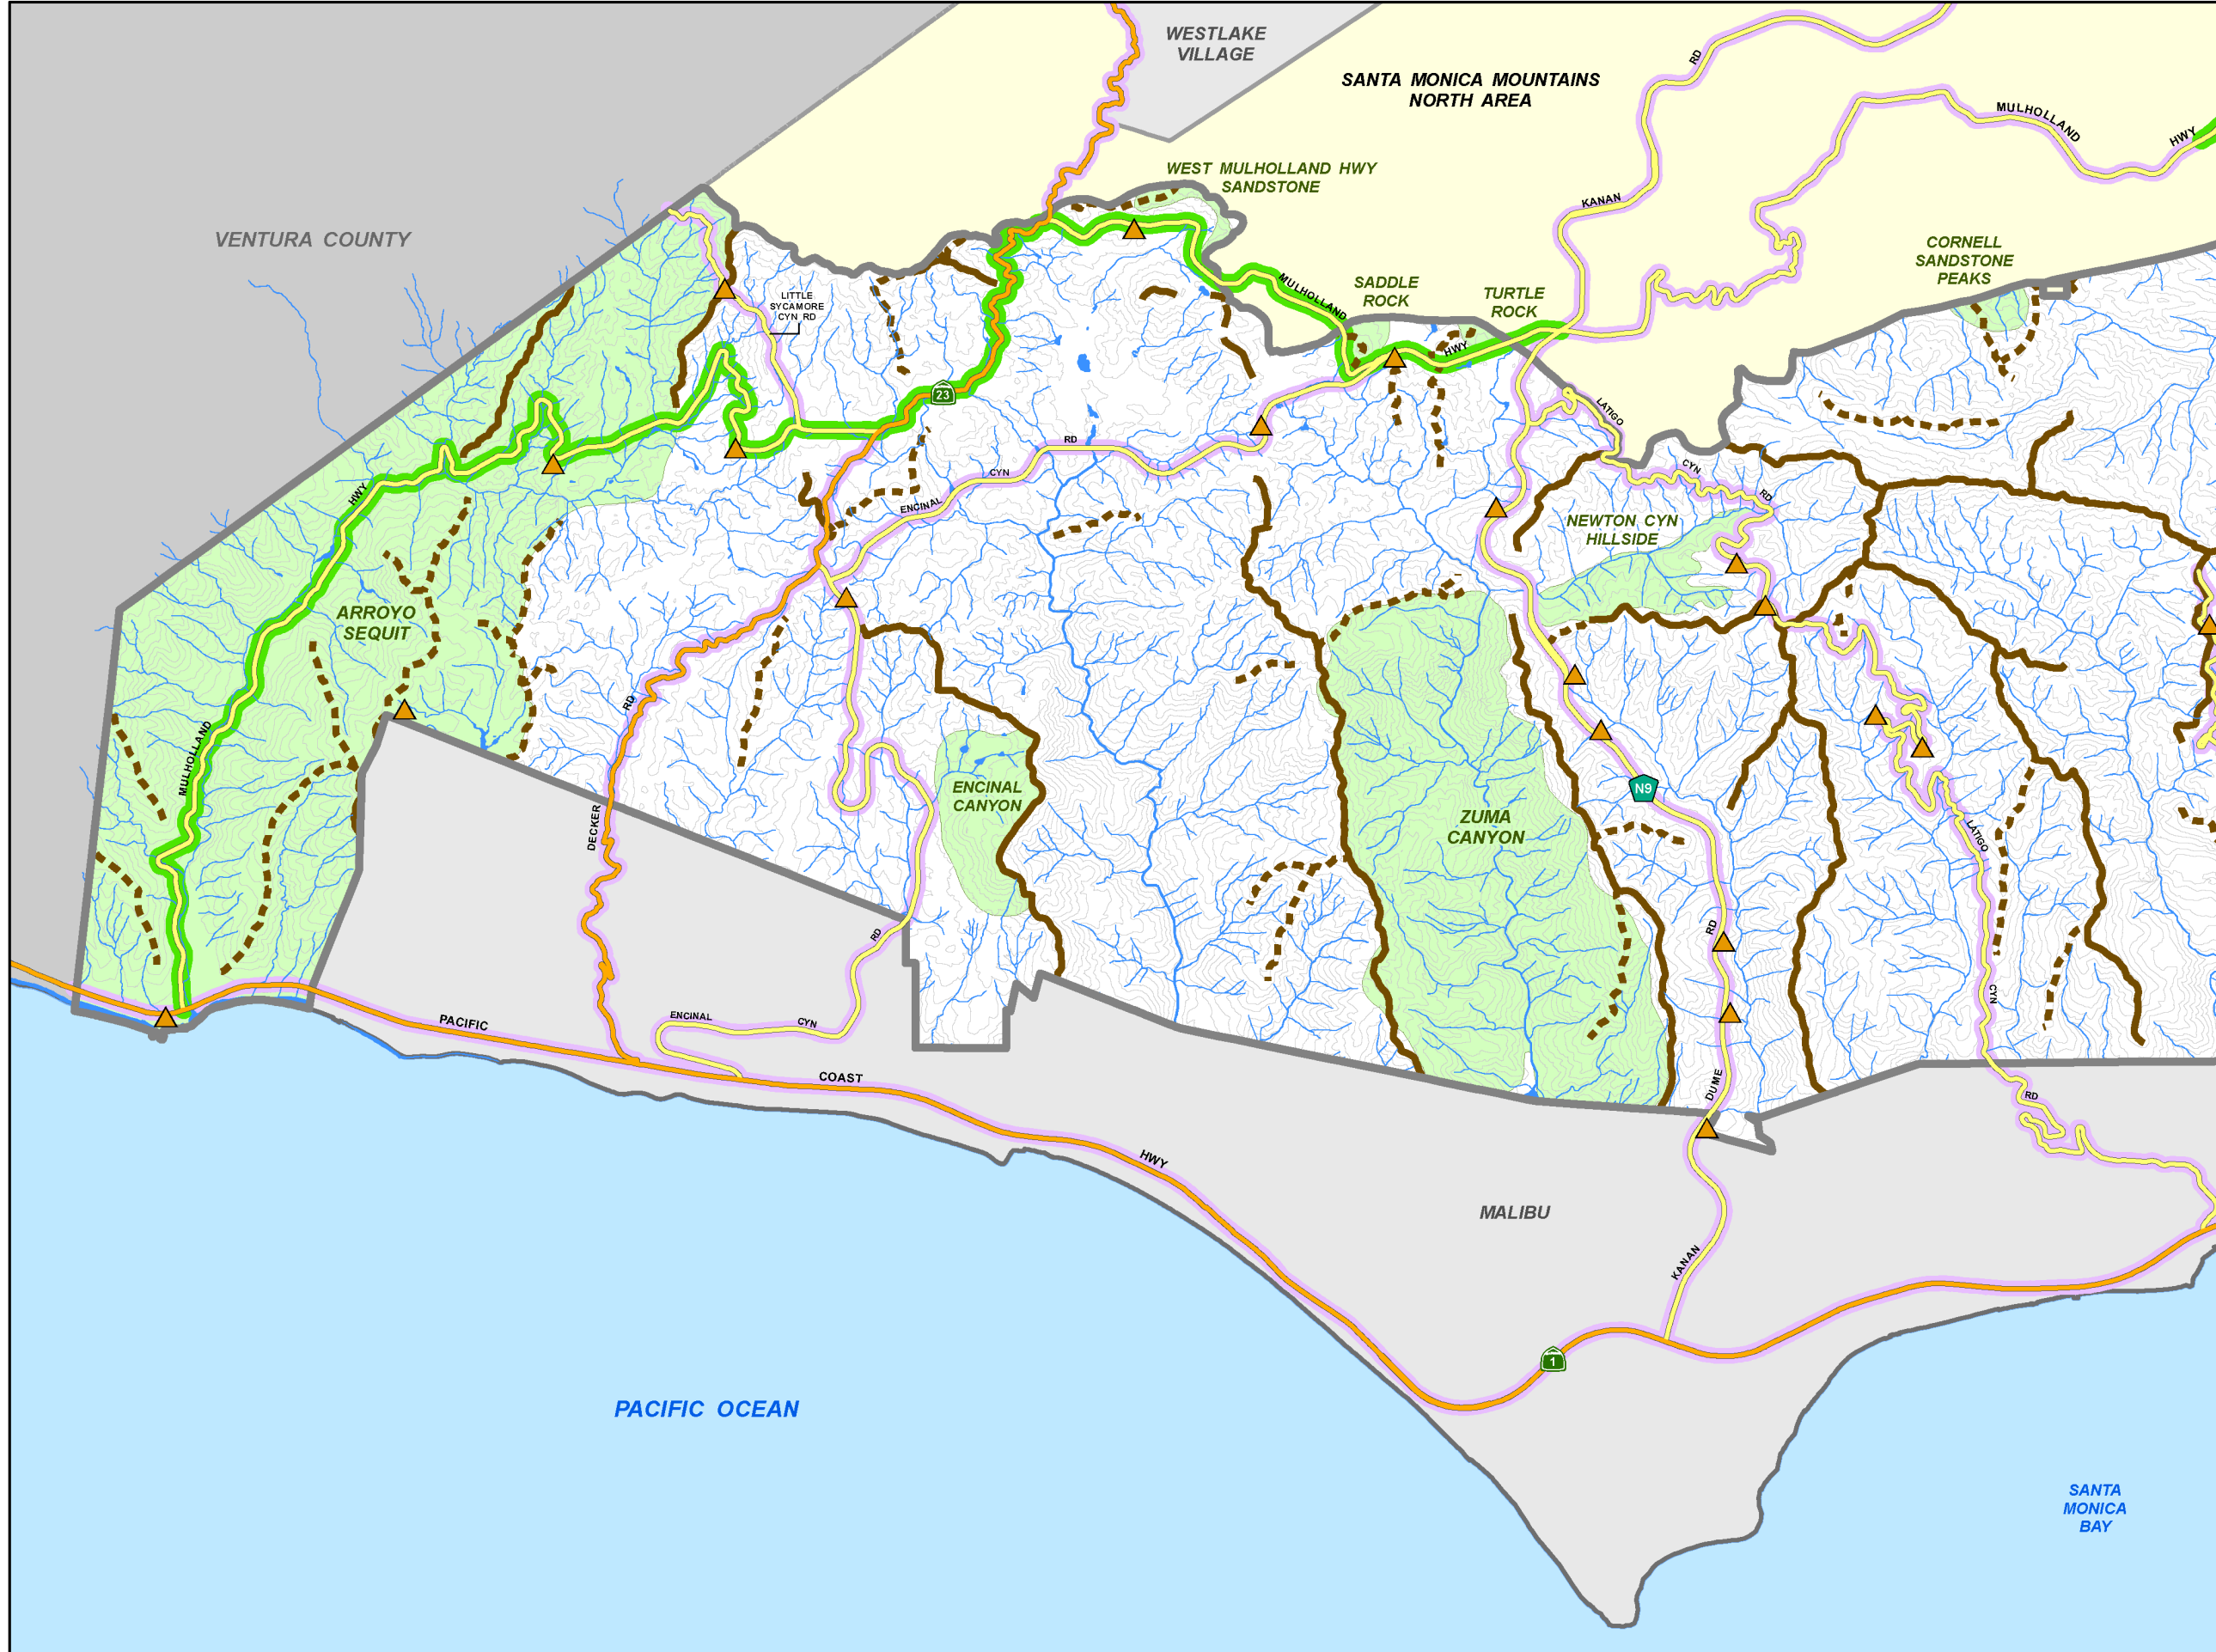 WESTLAKE
VILLAGE
SANTA MONICA MOUNTAINS
NORTH AREA
RD
MULHOLLAND
HWY
WEST MULHOLLAND HWY
SANDSTONE
KANAN
VENTURA COUNTY
CORNELL
SANDSTONE
PEAKS
LITTLE
SYCAMORE
CYN RD
MULHOLLAND
SADDLE
ROCK
TURTLE
ROCK
HWY
23
LATIGO
RD
CYN
CYN
RD
HWY
ENCINAL
NEWTON CYN
HILLSIDE
ARROYO
SEQUIT
RD
MULHOLLAND
ENCINAL
CANYON
N9
ZUMA
CANYON
DECKER
LATIGO
RD
RD
CYN
PACIFIC
ENCINAL
CYN
COAST
DUME
RD
HWY
MALIBU
KANAN
1
PACIFIC OCEAN
SANTA
MONICA
BAY